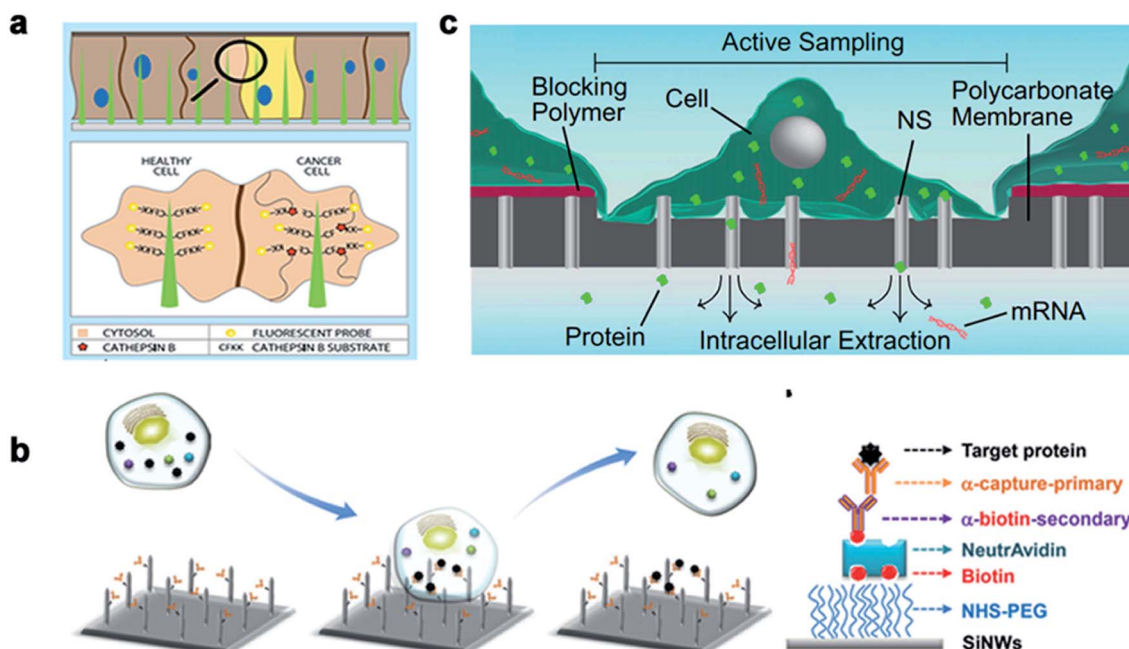 a
HEALTHY
CELL
CANCER
CELL
CYTOSOL
FLUORESCENT PROBE
CATHEPSIN B
CFKK CATHEPSIN B SUBSTRATE
c
Active Sampling
Blocking
Polymer
Cell
NS
Polycarbonate
Membrane
Protein
Intracellular Extraction
mRNA
b
Target protein
α-capture-primary
α-biotin-secondary
NeutrAvidin
Biotin
NHS-PEG
SiNWs